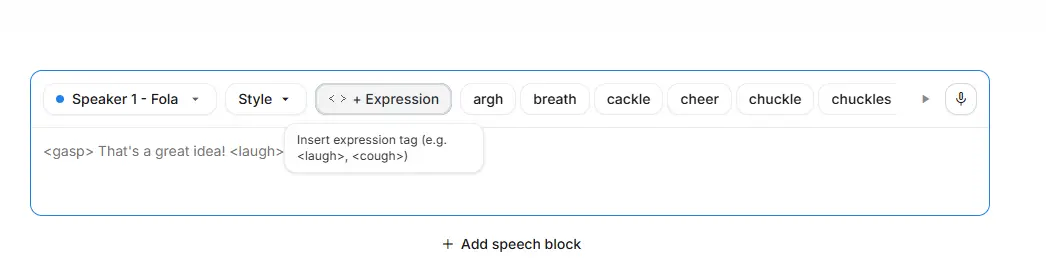 Speaker 1 - Fola Style < > + Expression argh breath cackle cheer chuckle chuckles
<gasp> That's a great idea! <laugh>
Insert expression tag (e.g.
<laugh>, <cough>)
+ Add speech block